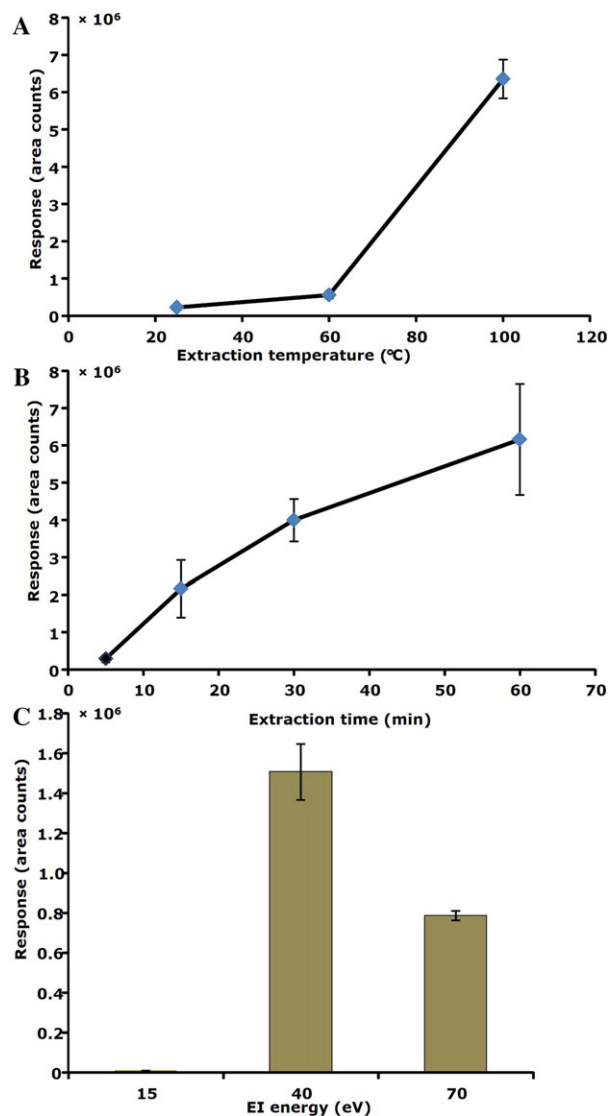 A
× 10⁶
Response (area counts)
8
7
6
5
4
3
2
1
0
0 20 40 60 80 100 120
Extraction temperature (°C)
B
× 10⁶
Response (area counts)
8
7
6
5
4
3
2
1
0
0 10 20 30 40 50 60 70
Extraction time (min)
C
× 10⁶
Response (area counts)
1.8
1.6
1.4
1.2
1.0
0.8
0.6
0.4
0.2
0
15 40 70
EI energy (eV)